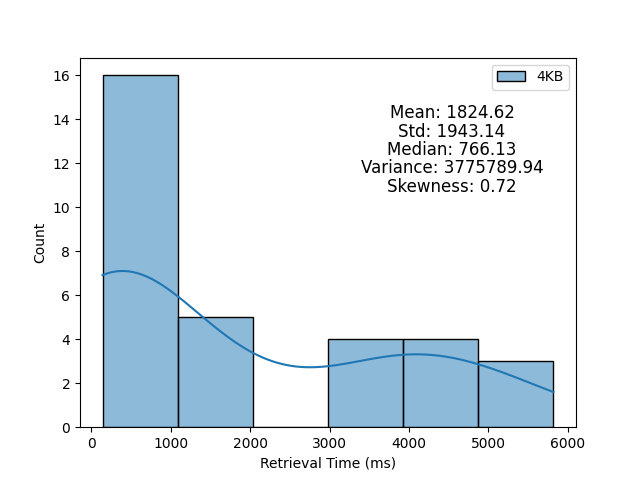 4KB
Mean: 1824.62
Std: 1943.14
Median: 766.13
Variance: 3775789.94
Skewness: 0.72
Count
16
14
12
10
8
6
4
2
0
0 1000 2000 3000 4000 5000 6000
Retrieval Time (ms)